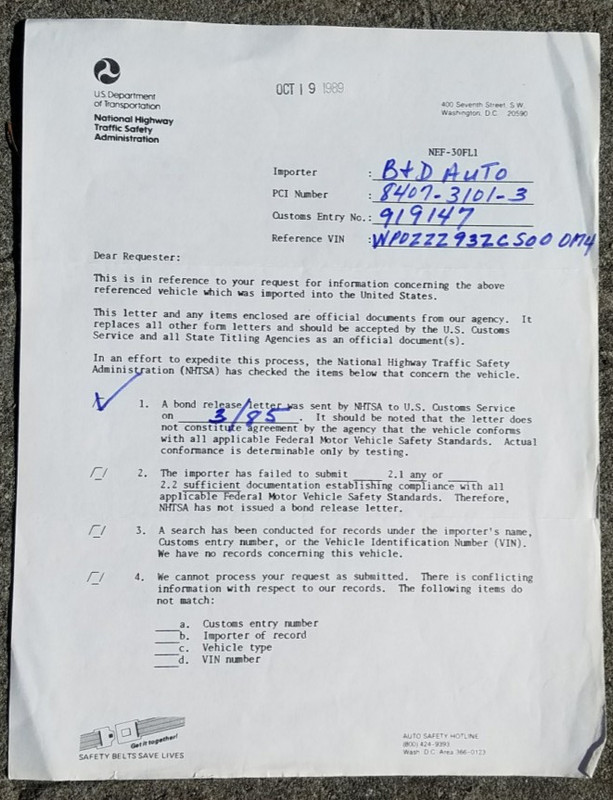 U.S. Department
of Transportation
National Highway
Traffic Safety
Administration
OCT 19 1989
400 Seventh Street, S.W.
Washington, D.C. 20590
NEF-30FL1
Importer : B+D AUTO
PCI Number : 8407-3101-3
Customs Entry No.: 919147
Reference VIN : WP0ZZZ93ZCS00 0174
Dear Requester:
This is in reference to your request for information concerning the above
referenced vehicle which was imported into the United States.
This letter and any items enclosed are official documents from our agency. It
replaces all other form letters and should be accepted by the U.S. Customs
Service and all State Titling Agencies as an official document(s).
In an effort to expedite this process, the National Highway Traffic Safety
Administration (NHTSA) has checked the items below that concern the vehicle.
1. A bond release letter was sent by NHTSA to U.S. Customs Service
on 3/85. It should be noted that the letter does
not constitute agreement by the agency that the vehicle conforms
with all applicable Federal Motor Vehicle Safety Standards. Actual
conformance is determinable only by testing.
2. The importer has failed to submit ____ 2.1 any or ____
2.2 sufficient documentation establishing compliance with all
applicable Federal Motor Vehicle Safety Standards. Therefore,
NHTSA has not issued a bond release letter.
3. A search has been conducted for records under the importer's name,
Customs entry number, or the Vehicle Identification Number (VIN).
We have no records concerning this vehicle.
4. We cannot process your request as submitted. There is conflicting
information with respect to our records. The following items do
not match:
____a. Customs entry number
____b. Importer of record
____c. Vehicle type
____d. VIN number
Get it together!
SAFETY BELTS SAVE LIVES
AUTO SAFETY HOTLINE
(800) 424-9393
Wash. D.C. Area 366-0123